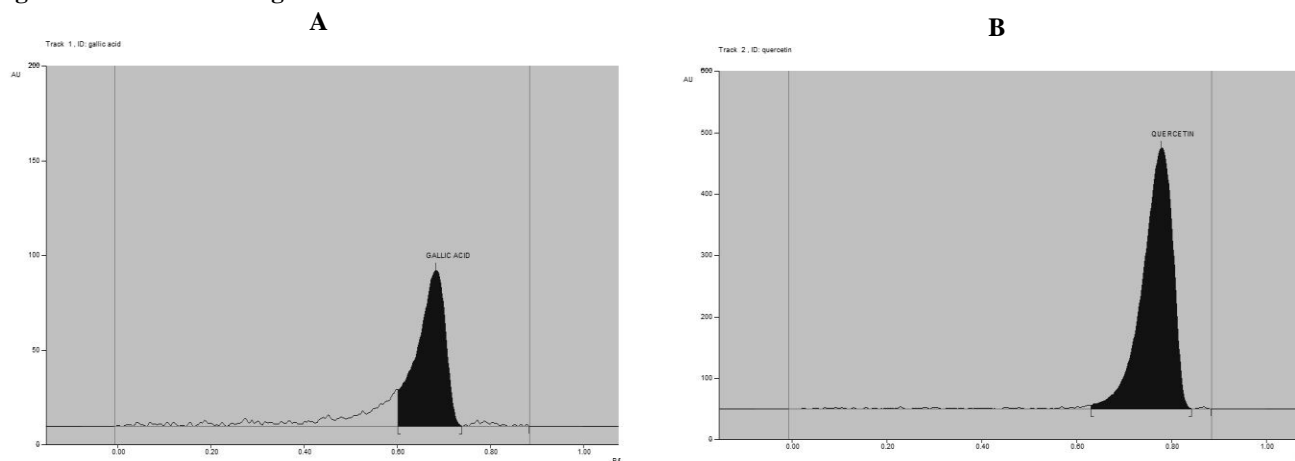 A
Track 1 , ID: gallic acid
AU
200
150
100
50
0
GALLIC ACID
0.00 0.20 0.40 0.60 0.80 1.00
B
Track 2 , ID: quercetin
AU
600
500
400
300
200
100
0
QUERCETIN
0.00 0.20 0.40 0.60 0.80 1.00